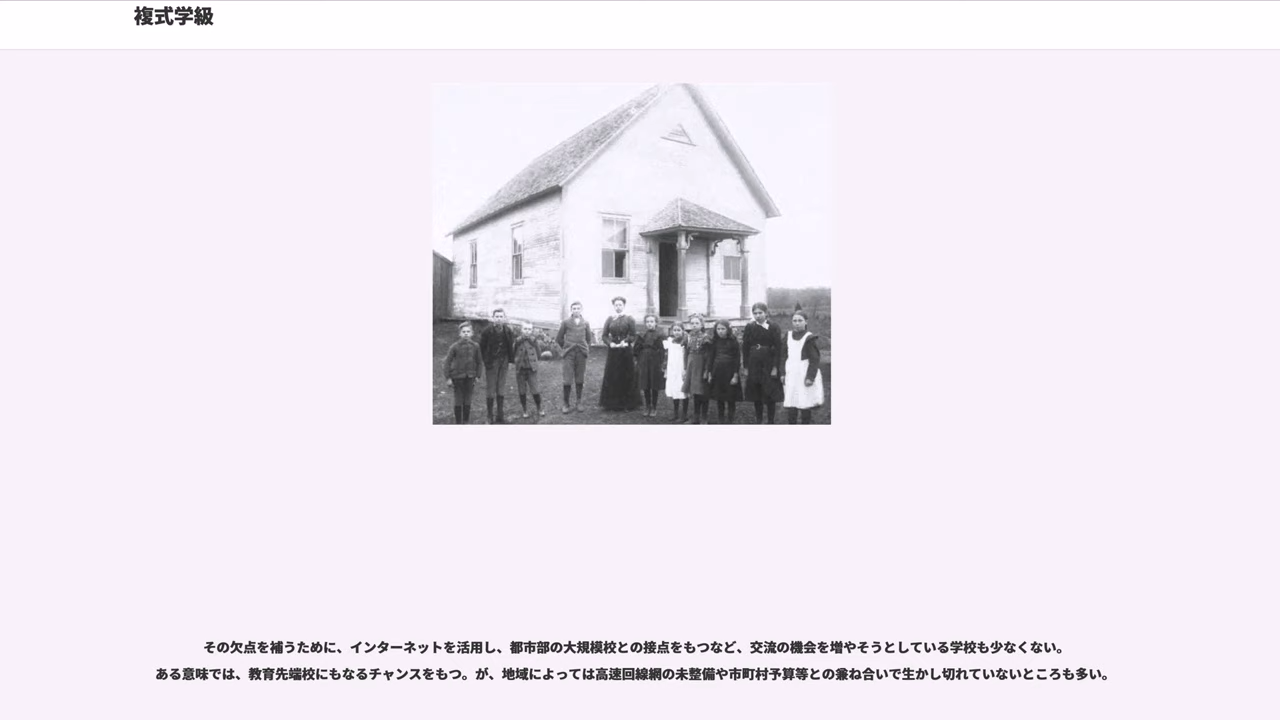 複式学級
その欠点を補うために、インターネットを活用し、都市部の大規模校との接点をもつなど、交流の機会を増やそうとしている学校も少なくない。
ある意味では、教育先端校にもなるチャンスをもつ。が、地域によっては高速回線網の未整備や市町村予算等との兼ね合いで生かし切れていないところも多い。